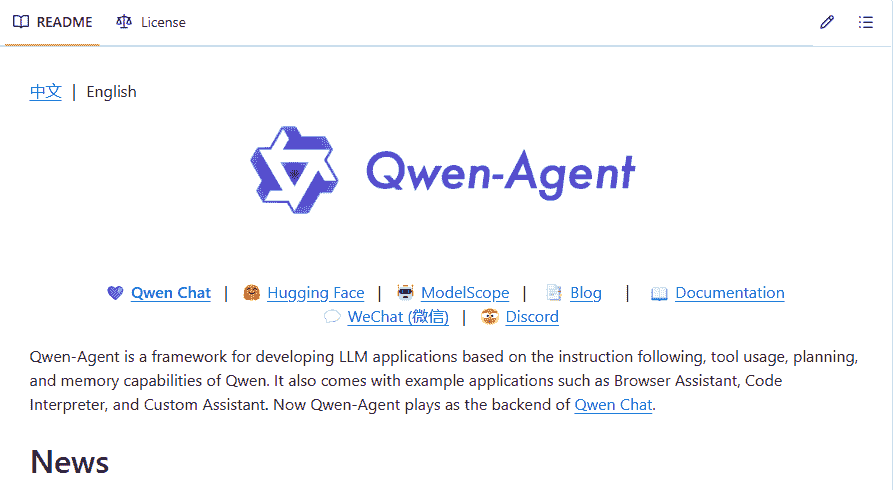 README License
中文 | English
Qwen-Agent
Qwen Chat | Hugging Face | ModelScope | Blog | Documentation
WeChat (微信) | Discord
Qwen-Agent is a framework for developing LLM applications based on the instruction following, tool usage, planning,
and memory capabilities of Qwen. It also comes with example applications such as Browser Assistant, Code
Interpreter, and Custom Assistant. Now Qwen-Agent plays as the backend of Qwen Chat.
News